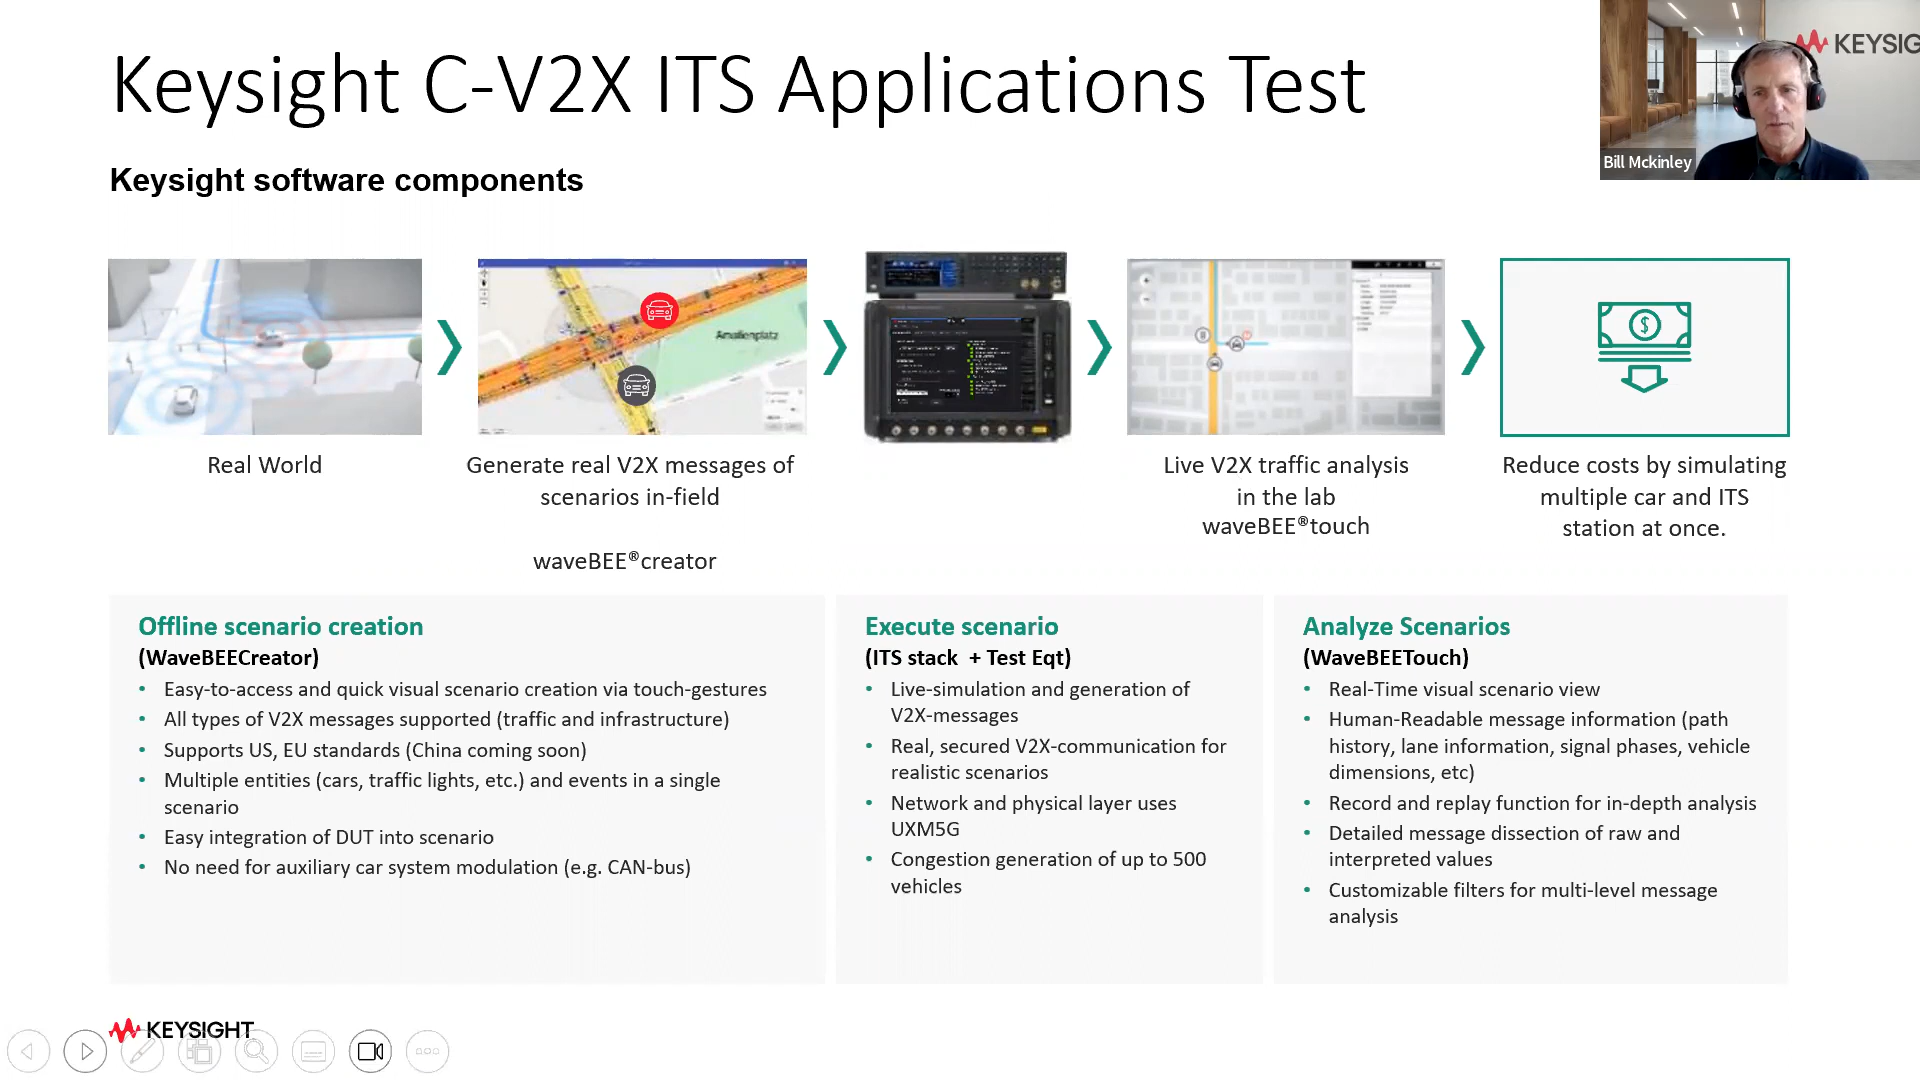 Keysight C-V2X ITS Applications Test
KEYSIG
Bill Mckinley
Keysight software components
Amalienplatz
Real World
Generate real V2X messages of
scenarios in-field
waveBEE®creator
Live V2X traffic analysis
in the lab
waveBEE®touch
Reduce costs by simulating
multiple car and ITS
station at once.
Offline scenario creation
(WaveBEECreator)
• Easy-to-access and quick visual scenario creation via touch-gestures
• All types of V2X messages supported (traffic and infrastructure)
• Supports US, EU standards (China coming soon)
• Multiple entities (cars, traffic lights, etc.) and events in a single
scenario
• Easy integration of DUT into scenario
• No need for auxiliary car system modulation (e.g. CAN-bus)
Execute scenario
(ITS stack + Test Eqt)
• Live-simulation and generation of
V2X-messages
• Real, secured V2X-communication for
realistic scenarios
• Network and physical layer uses
UXM5G
• Congestion generation of up to 500
vehicles
Analyze Scenarios
(WaveBEETouch)
• Real-Time visual scenario view
• Human-Readable message information (path
history, lane information, signal phases, vehicle
dimensions, etc)
• Record and replay function for in-depth analysis
• Detailed message dissection of raw and
interpreted values
• Customizable filters for multi-level message
analysis
KEYSIGHT